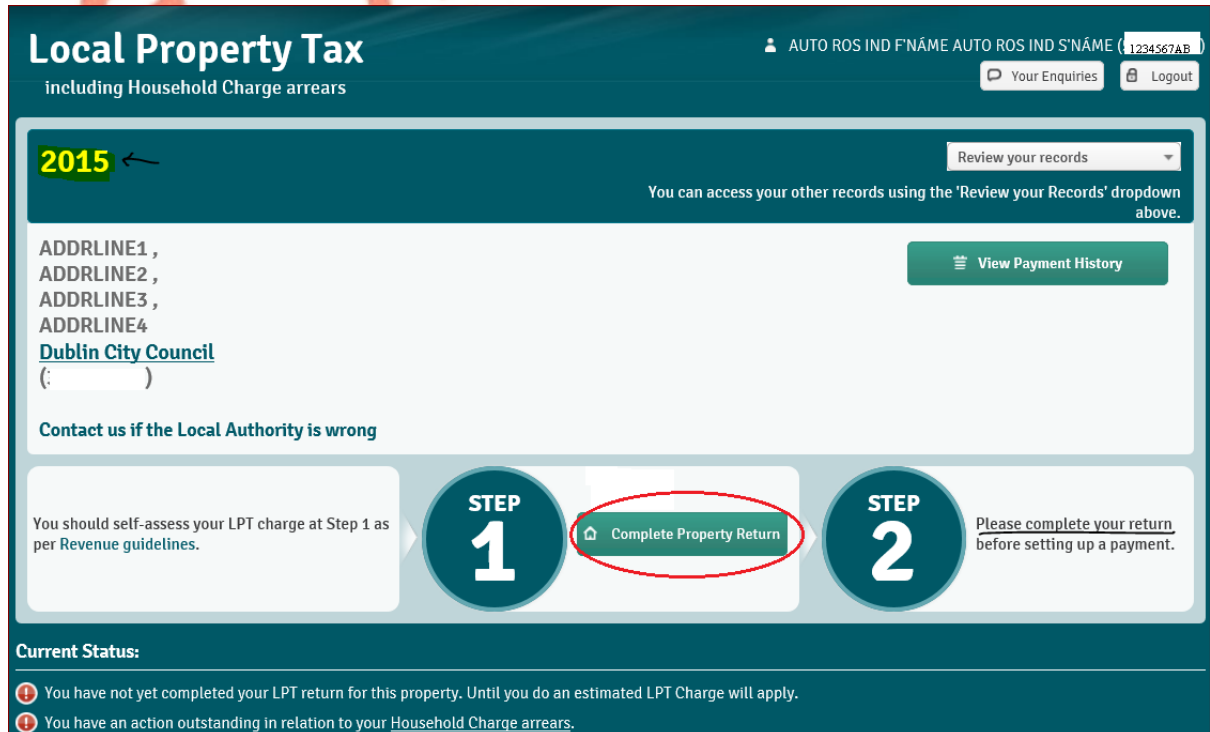 Local Property Tax
including Household Charge arrears
AUTO ROS IND F'NÁME AUTO ROS IND S'NÁME (1234567AB)
Your Enquiries
Logout
2015
Review your records
You can access your other records using the 'Review your Records' dropdown
above.
ADDRLINE1 ,
ADDRLINE2 ,
ADDRLINE3 ,
ADDRLINE4
Dublin City Council
( )
Contact us if the Local Authority is wrong
View Payment History
You should self-assess your LPT charge at Step 1 as
per Revenue guidelines.
STEP
1
Complete Property Return
STEP
2
Please complete your return
before setting up a payment.
Current Status:
You have not yet completed your LPT return for this property. Until you do an estimated LPT Charge will apply.
You have an action outstanding in relation to your Household Charge arrears.